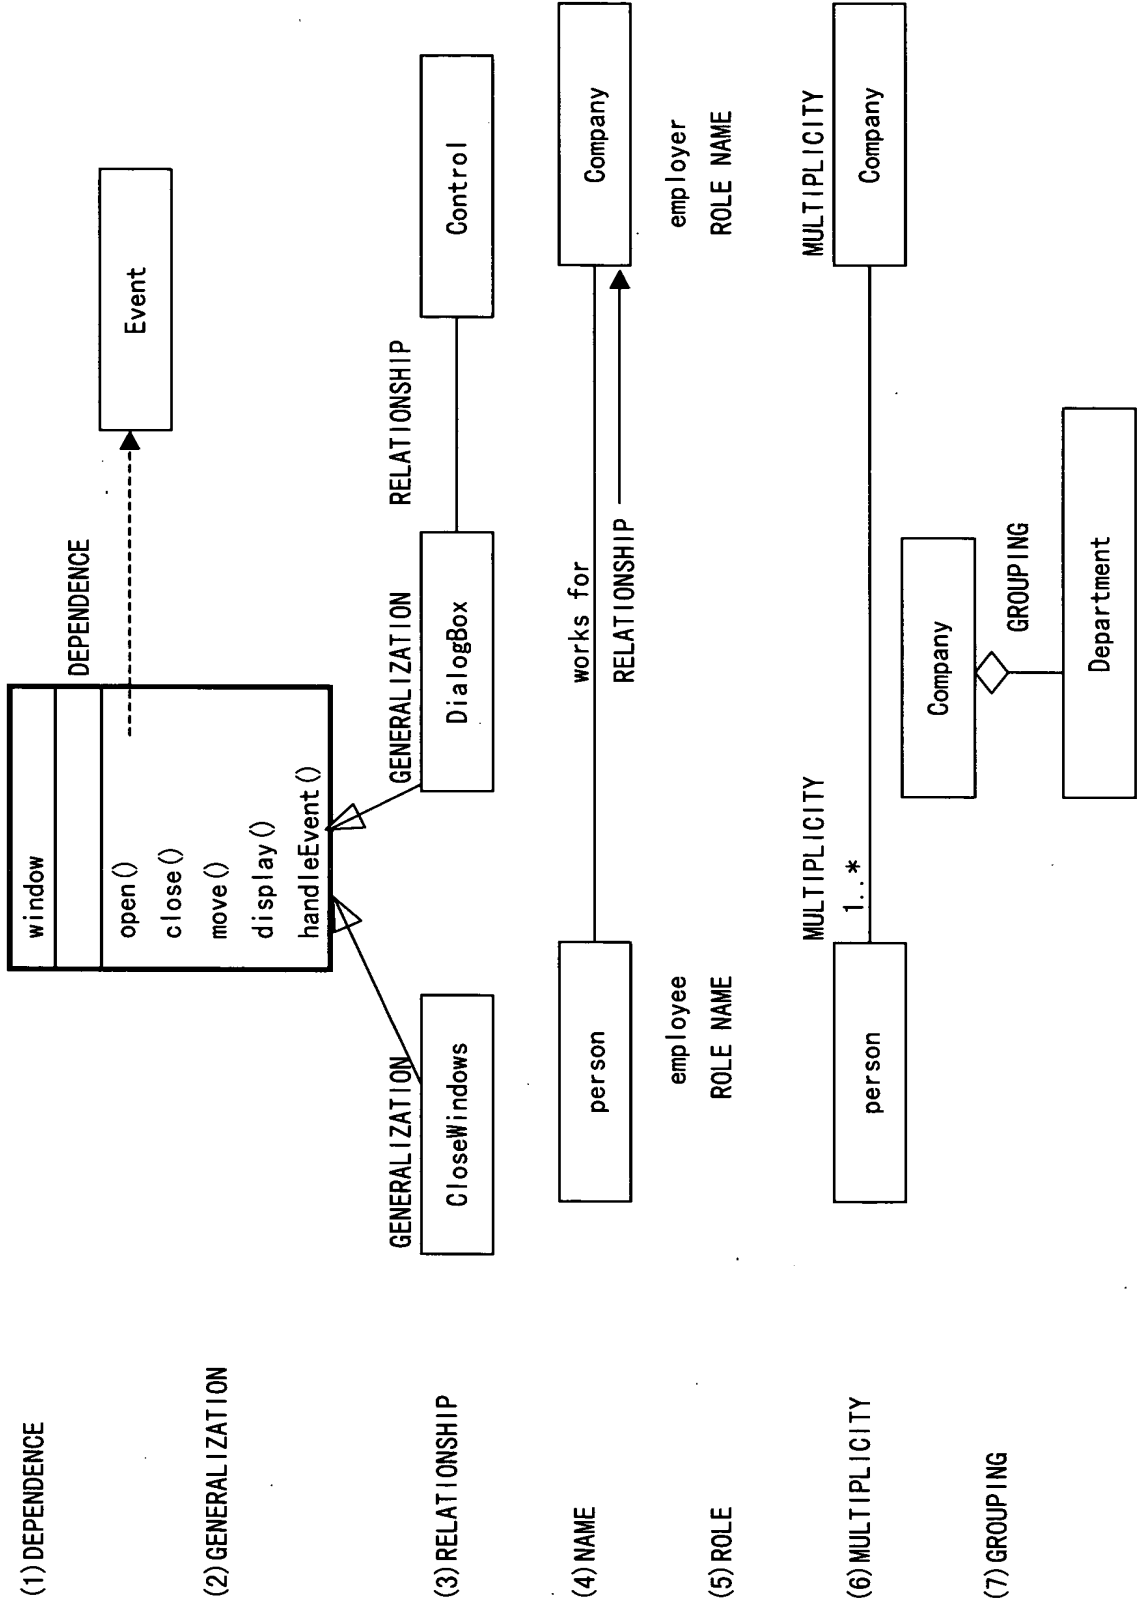 (1)DEPENDENCE
window
DEPENDENCE
Event
(2)GENERALIZATION
open()
close()
move()
display()
handleEvent()
GENERALIZATION
GENERALIZATION
RELATIONSHIP
(3)RELATIONSHIP
CloseWindows
DialogBox
Control
(4)NAME
person
works for
RELATIONSHIP
Company
(5)ROLE
employee
ROLE NAME
employer
ROLE NAME
(6)MULTIPLICITY
MULTIPLICITY
1..*
MULTIPLICITY
person
Company
(7)GROUPING
Company
GROUPING
Department